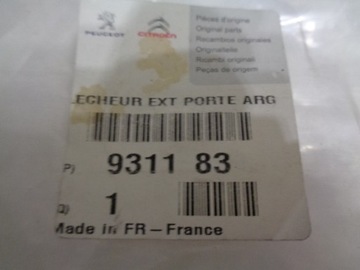 PEUGEOT CITROËN
Pièces d'origine
Original parts
Recambios originales
Originalteile
Ricambi originali
Peças de origem
LECHEUR EXT PORTE ARG
P) 9311 83
Q) 1
Made in FR – France